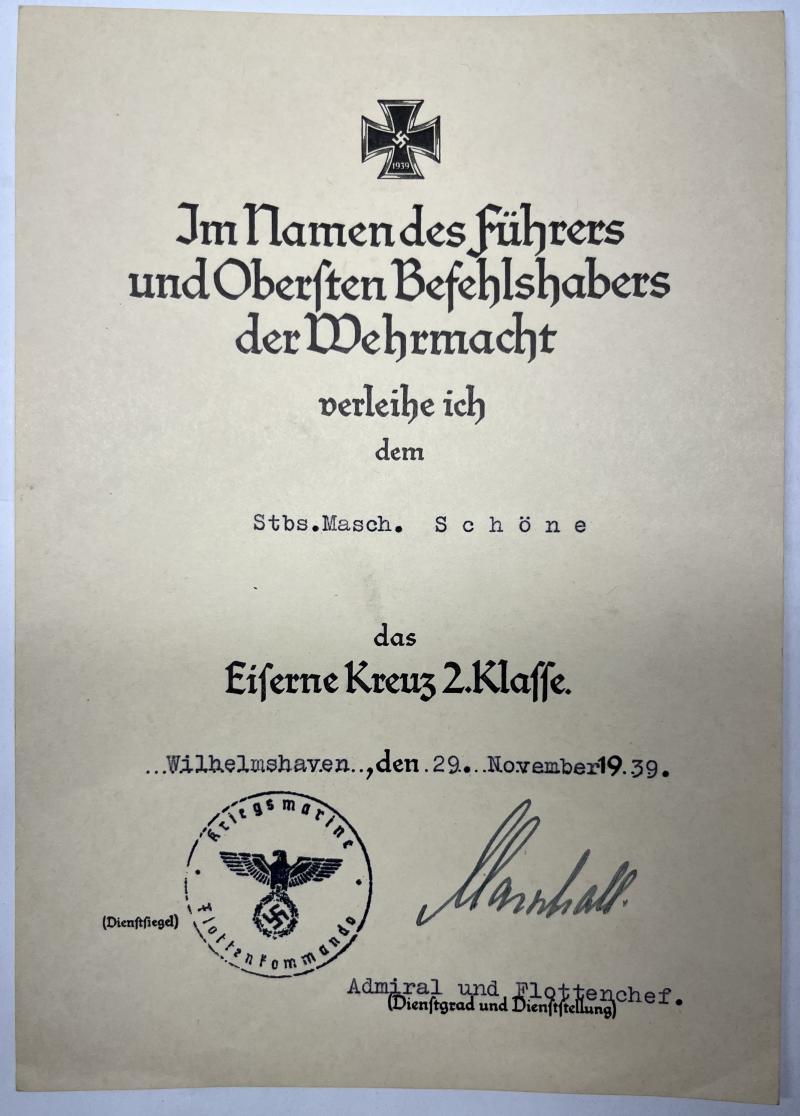 1939
Im Namen des Führers
und Oberſten Befehlshabers
der Wehrmacht
verleihe ich
dem
Stbs.Masch. S c h ö n e
das
Eiſerne Kreuz 2.Klaſſe.
...Wilhelmshaven..,den.29...November19.39.
Kriegsmarine
Flottenkommando
(Dienſtſiegel)
Marschall.
Admiral und Flottenchef.
(Dienſtgrad und Dienſtſtellung)